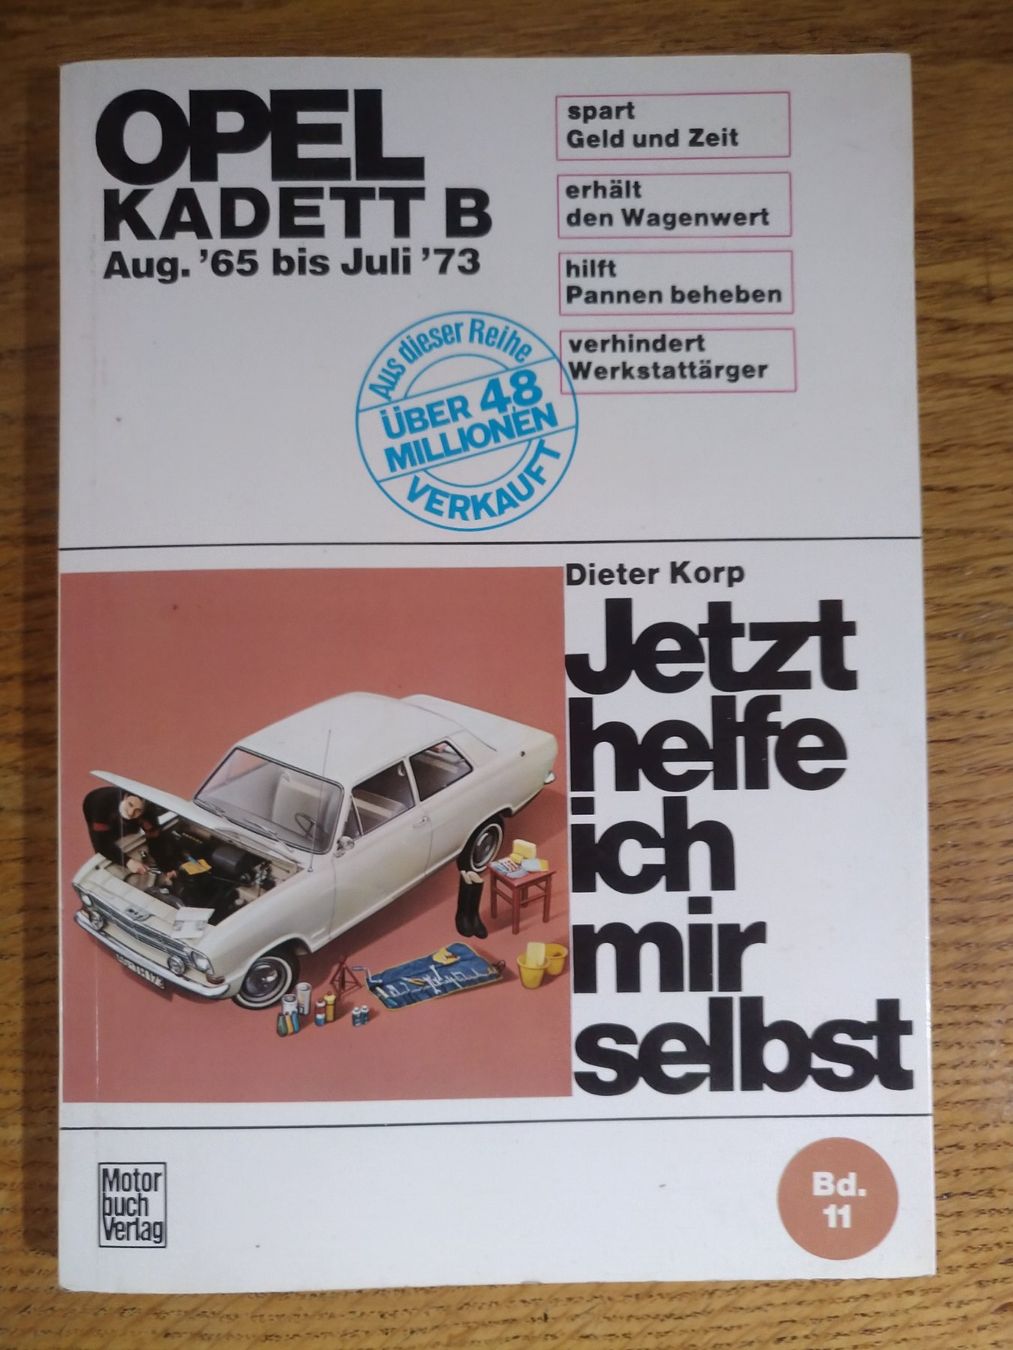 OPEL
KADETT B
Aug. '65 bis Juli '73
spart
Geld und Zeit
erhält
den Wagenwert
hilft
Pannen beheben
verhindert
Werkstattärger
Aus dieser Reihe
ÜBER 48
MILLIONEN
VERKAUFT
Dieter Korp
Jetzt
helfe
ich
mir
selbst
Motor
buch
Verlag
Bd.
11